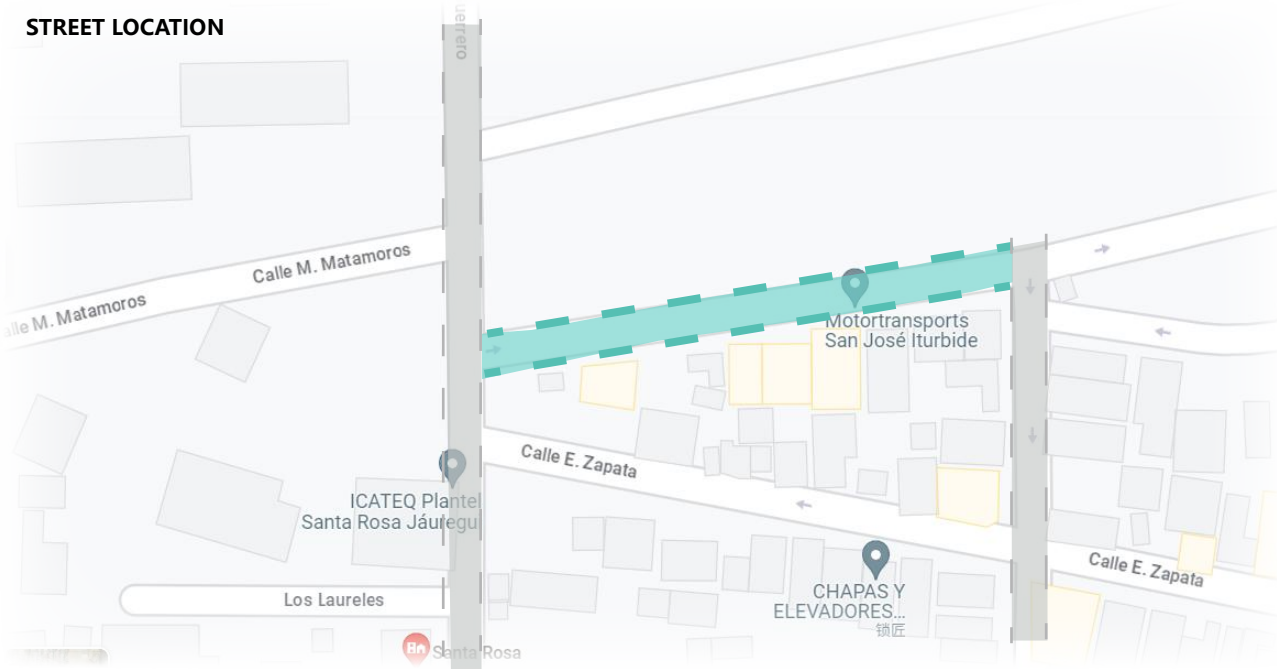 STREET LOCATION
uerrero
Calle M. Matamoros
alle M. Matamoros
Motortransports
San José Iturbide
Calle E. Zapata
ICATEQ Plantel
Santa Rosa Jáuregui
Calle E. Zapata
CHAPAS Y
ELEVADORES...
锁匠
Los Laureles
Santa Rosa